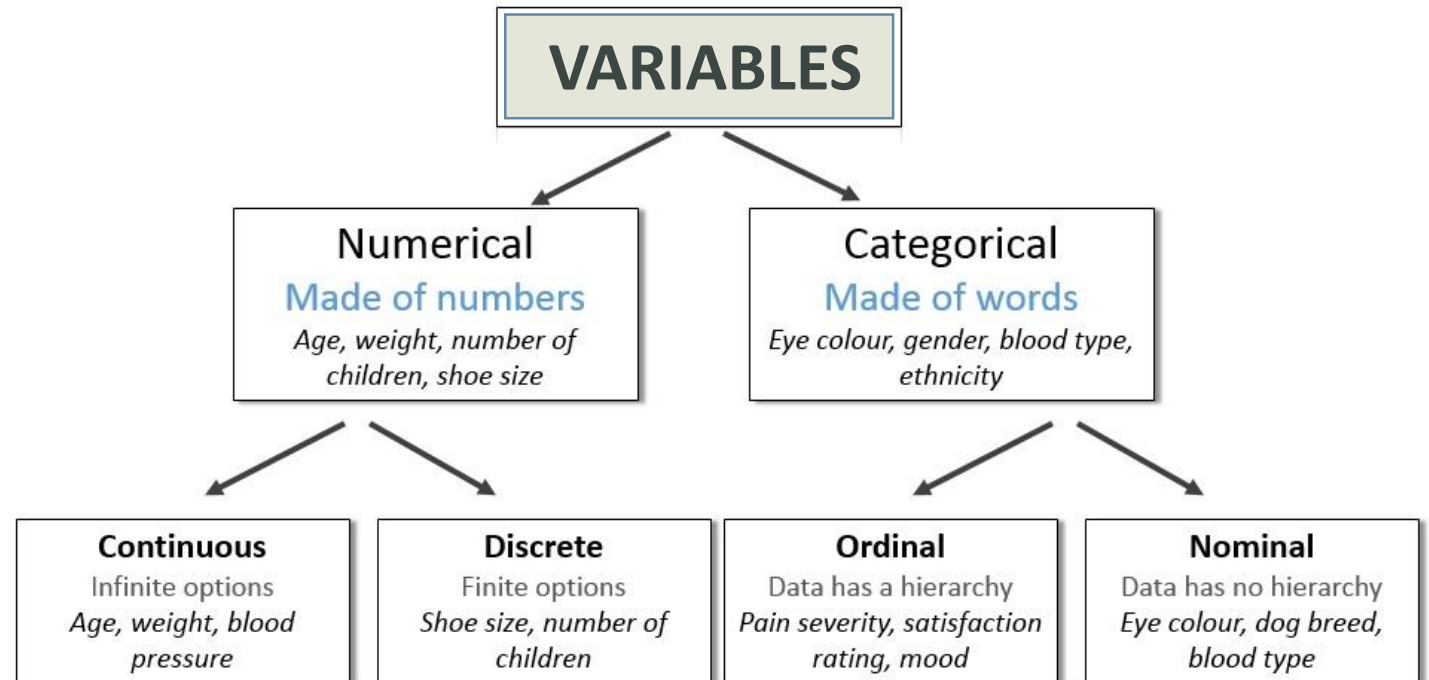 VARIABLES
Numerical
Made of numbers
Age, weight, number of
children, shoe size
Categorical
Made of words
Eye colour, gender, blood type,
ethnicity
Continuous
Infinite options
Age, weight, blood
pressure
Discrete
Finite options
Shoe size, number of
children
Ordinal
Data has a hierarchy
Pain severity, satisfaction
rating, mood
Nominal
Data has no hierarchy
Eye colour, dog breed,
blood type